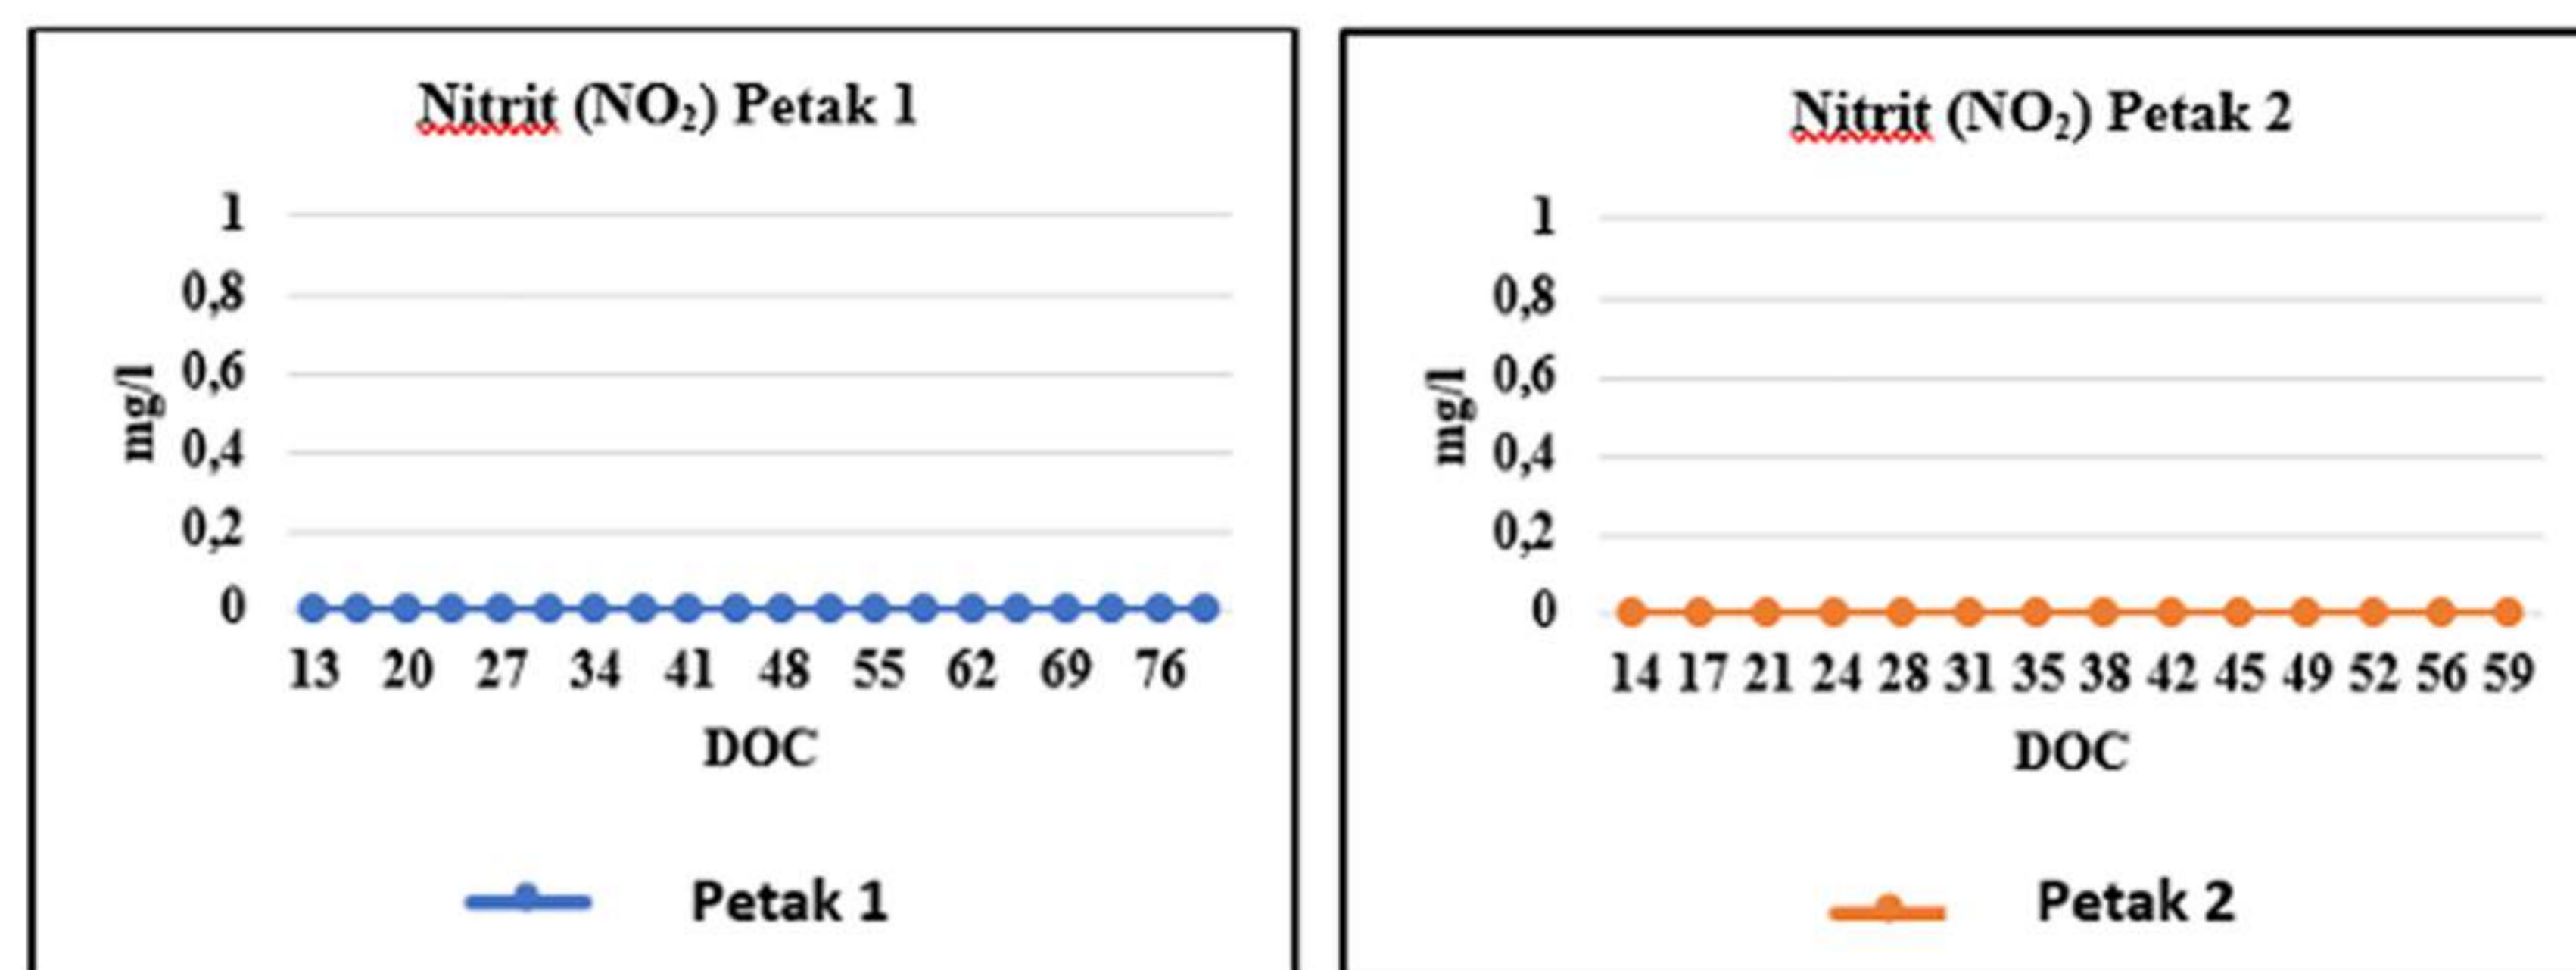 Nitrit (NO₂) Petak 1
1
0,8
0,6
0,4
0,2
0
mg/l
13 20 27 34 41 48 55 62 69 76
DOC
Petak 1
Nitrit (NO₂) Petak 2
1
0,8
0,6
0,4
0,2
0
mg/l
14 17 21 24 28 31 35 38 42 45 49 52 56 59
DOC
Petak 2